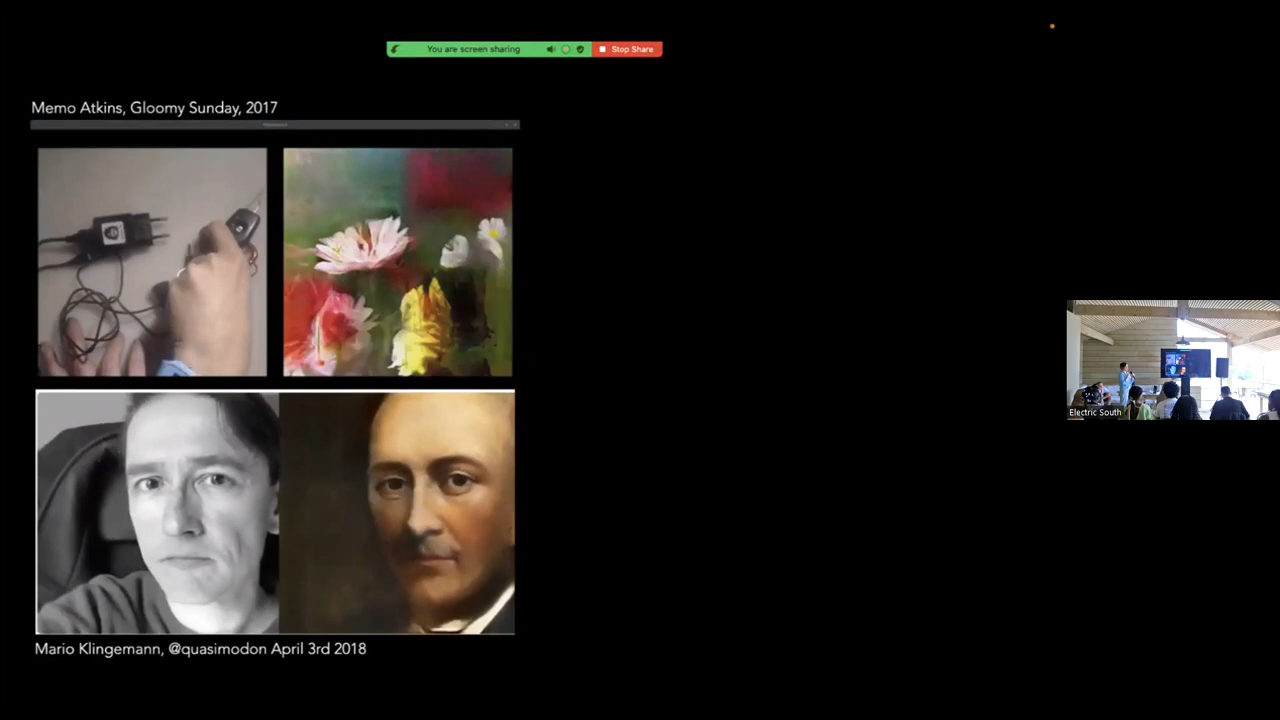 You are screen sharing
Stop Share
Memo Atkins, Gloomy Sunday, 2017
Electric South
Mario Klingemann, @quasimodon April 3rd 2018